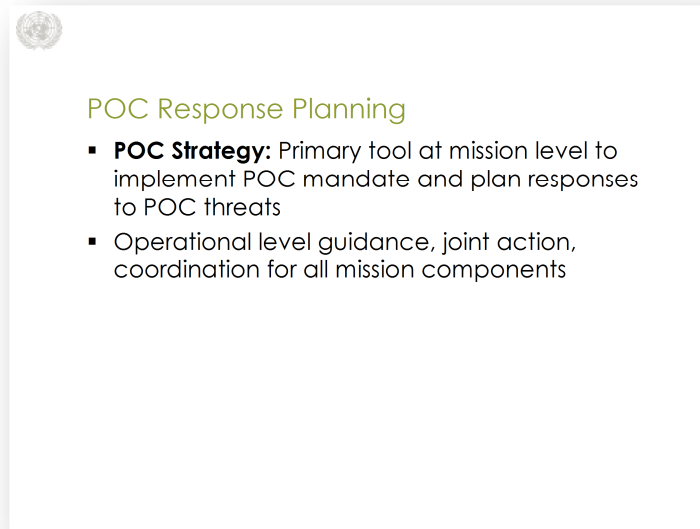 POC Response Planning
▪ POC Strategy: Primary tool at mission level to
implement POC mandate and plan responses
to POC threats
▪ Operational level guidance, joint action,
coordination for all mission components